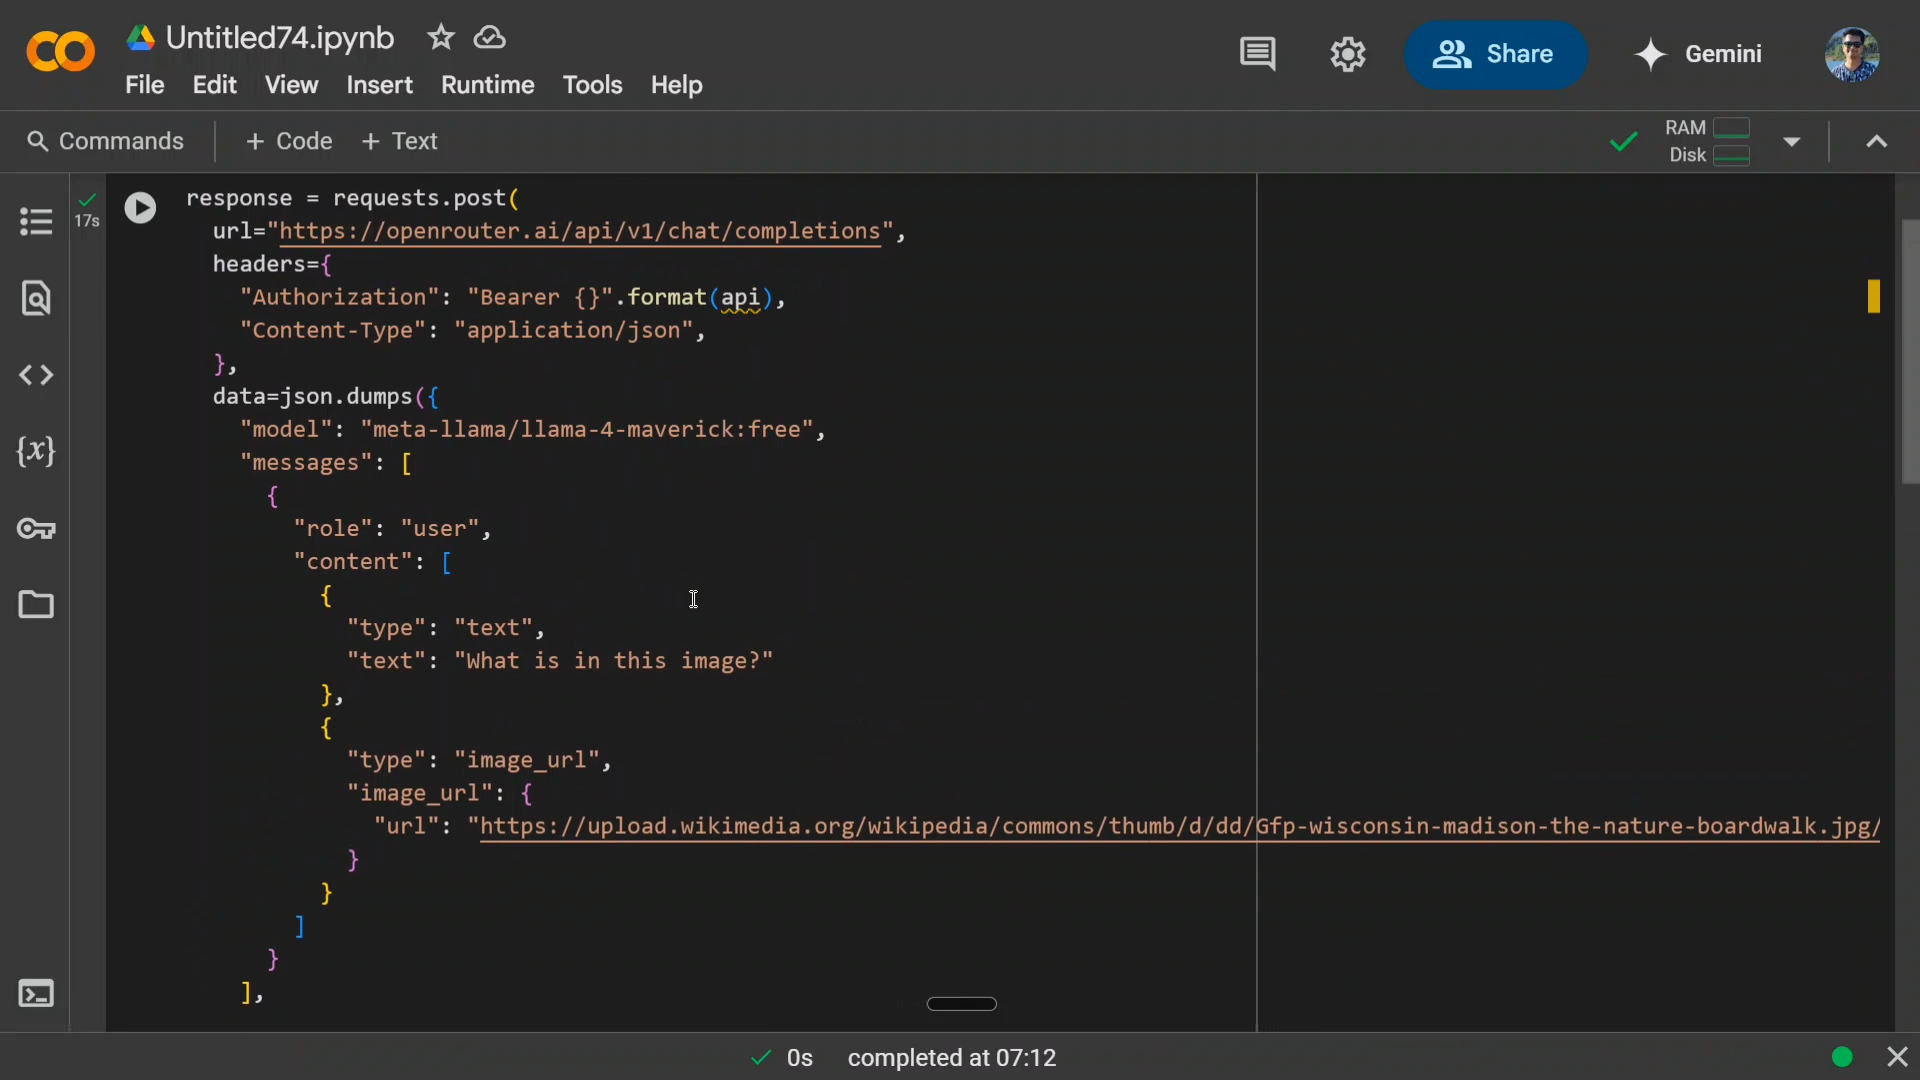 Untitled74.ipynb
File Edit View Insert Runtime Tools Help
Share
Gemini
Commands + Code + Text
RAM
Disk
17s
response = requests.post(
url="https://openrouter.ai/api/v1/chat/completions",
headers={
"Authorization": "Bearer {}".format(api),
"Content-Type": "application/json",
},
data=json.dumps({
"model": "meta-llama/llama-4-maverick:free",
"messages": [
{
"role": "user",
"content": [
{
"type": "text",
"text": "What is in this image?"
},
{
"type": "image_url",
"image_url": {
"url": "https://upload.wikimedia.org/wikipedia/commons/thumb/d/dd/Gfp-wisconsin-madison-the-nature-boardwalk.jpg/
}
}
]
}
],
0s completed at 07:12